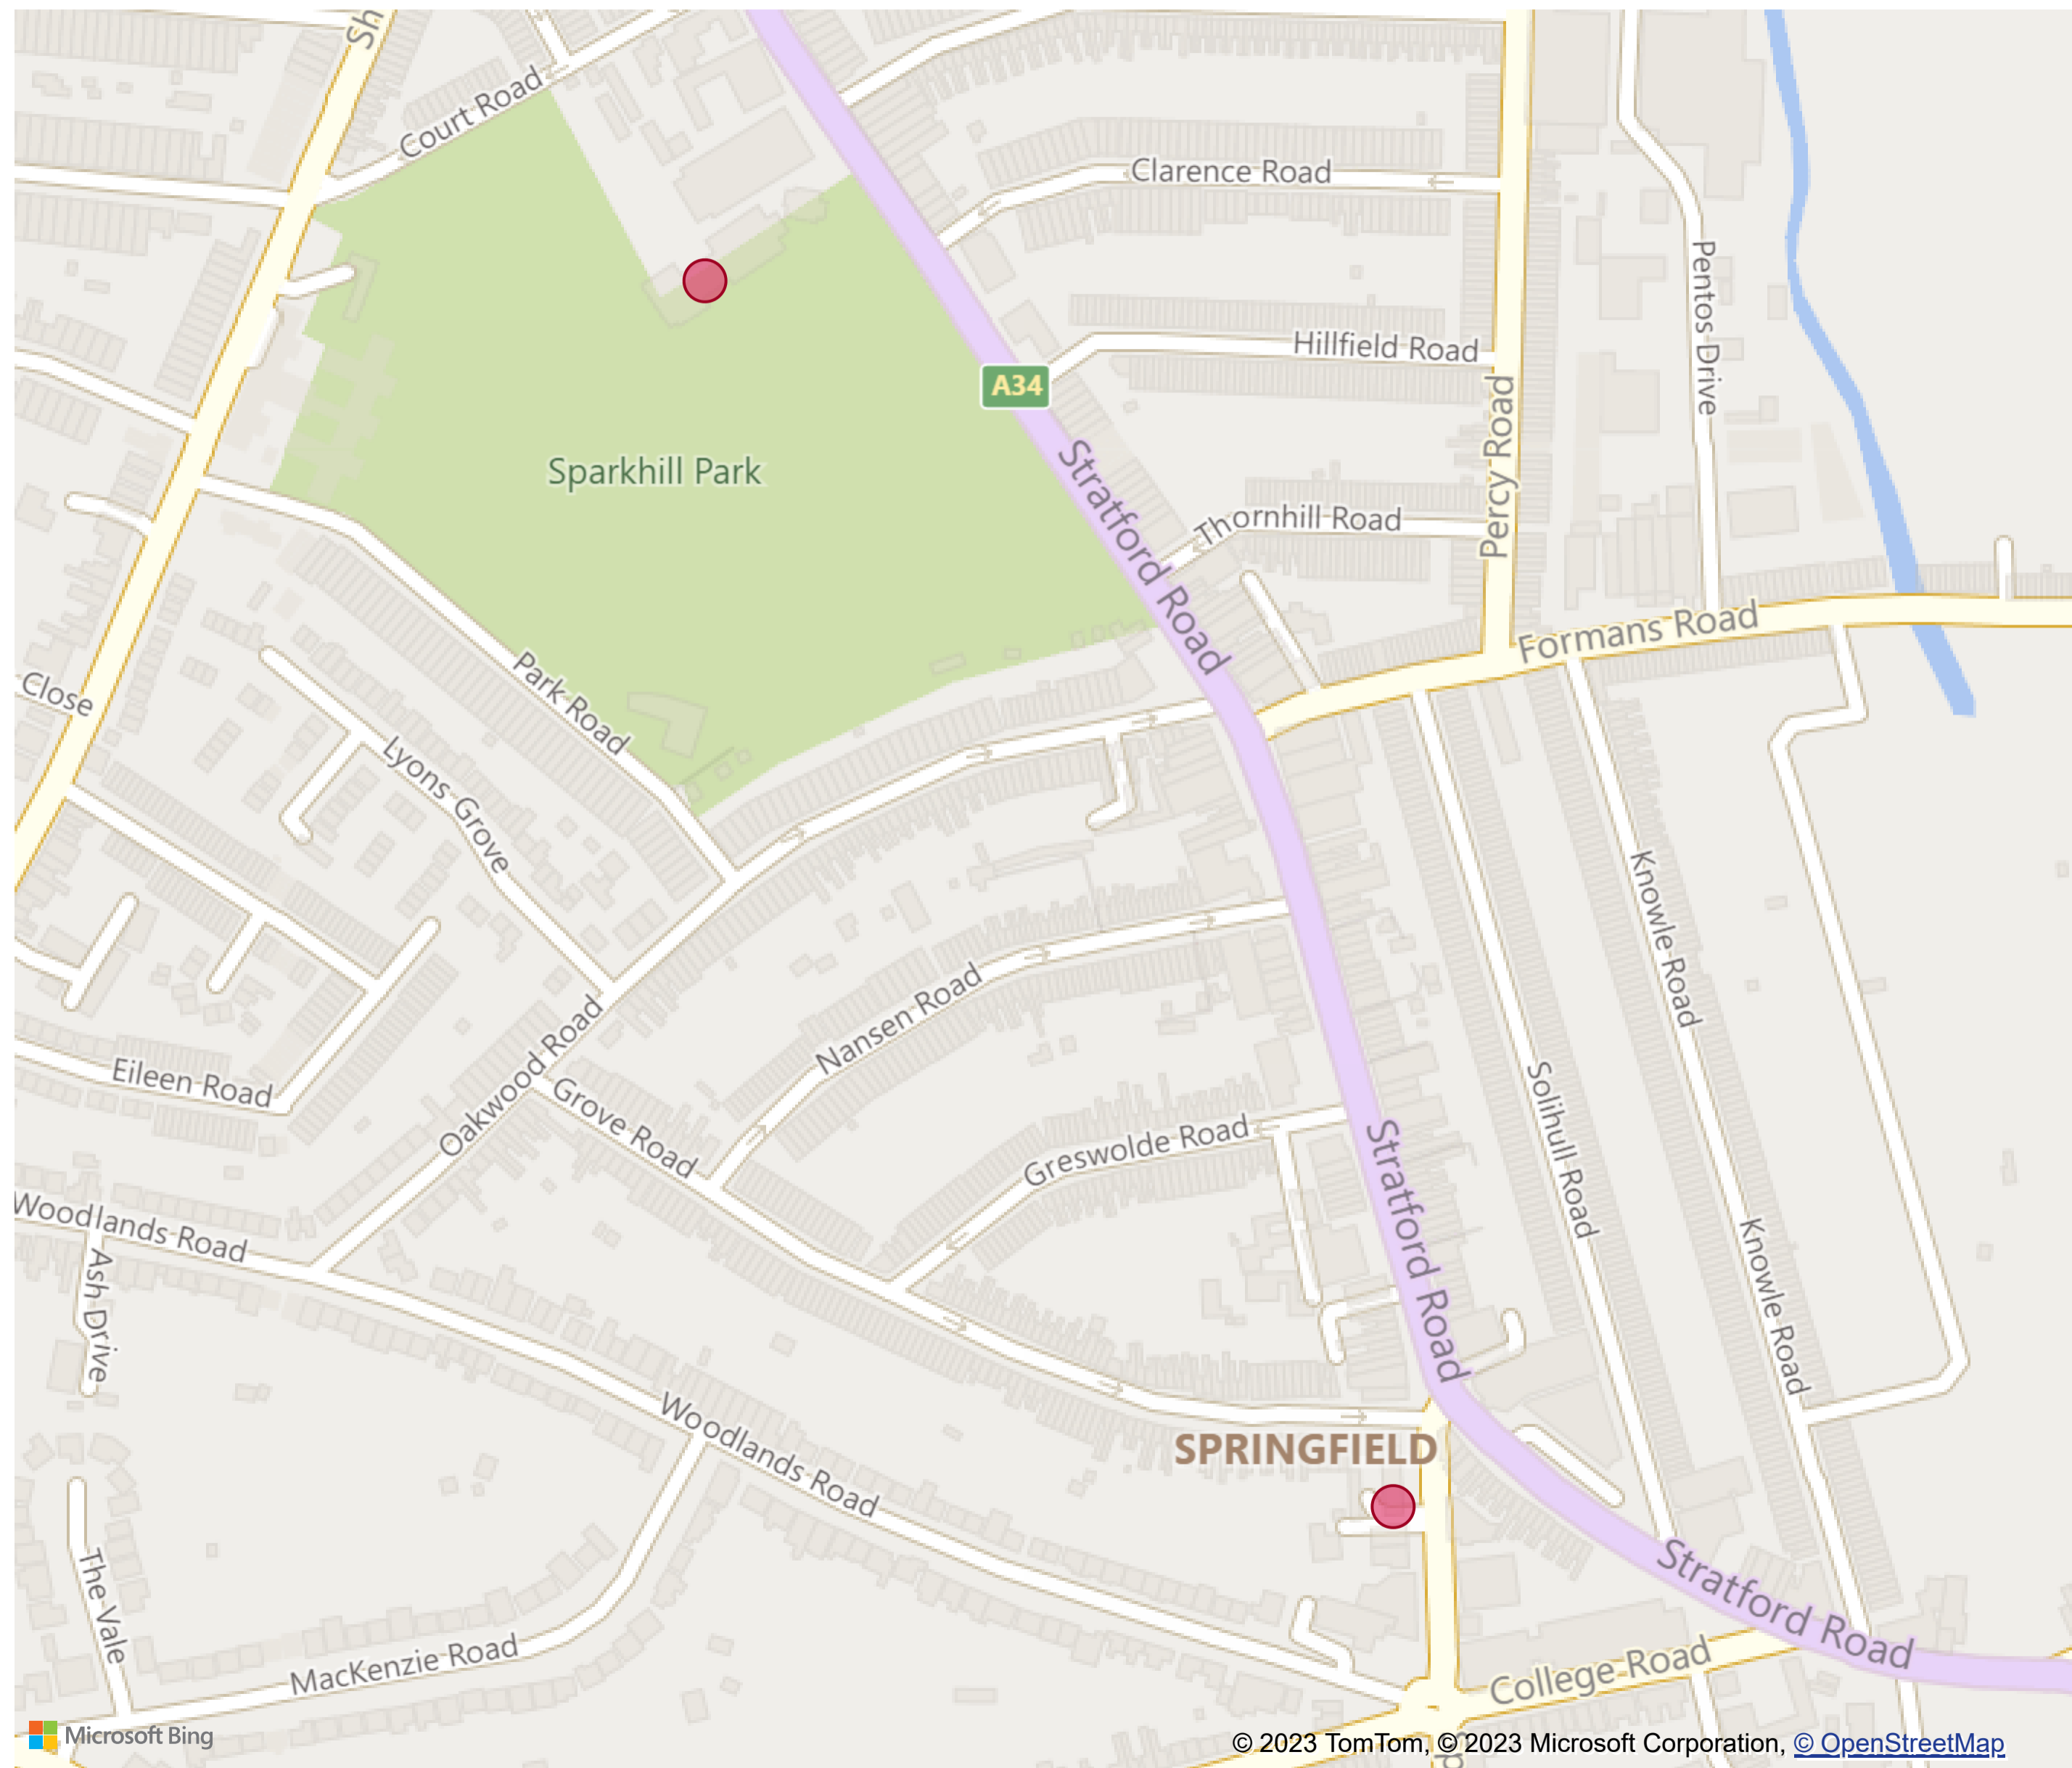 Sh
Court Road
Clarence Road
Pentos Drive
Hillfield Road
A34
Percy Road
Sparkhill Park
Stratford Road
Thornhill Road
Formans Road
Close
Park Road
Lyons Grove
Knowle Road
Nansen Road
Oakwood Road
Eileen Road
Grove Road
Solihull Road
Greswolde Road
Stratford Road
Woodlands Road
Ash Drive
Knowle Road
Woodlands Road
SPRINGFIELD
The Vale
Stratford Road
MacKenzie Road
College Road
Microsoft Bing
© 2023 TomTom, © 2023 Microsoft Corporation, © OpenStreetMap